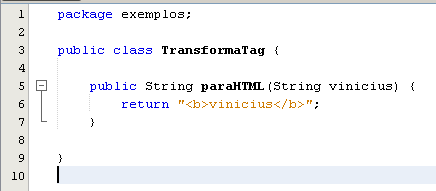 1 package exemplos;
2
3 public class TransformaTag {
4
5 public String paraHTML(String vinicius) {
6 return "<b>vinicius</b>";
7 }
8
9 }
10